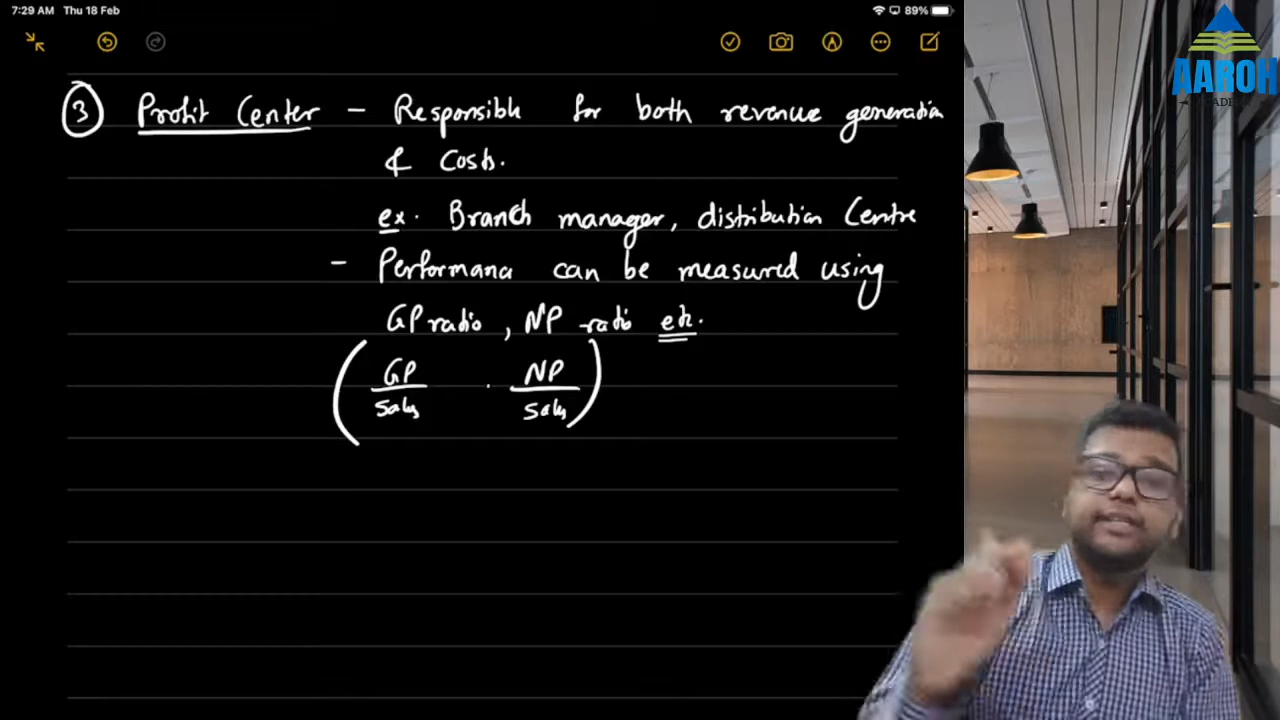 7:29 AM Thu 18 Feb
89%
AAROH
3 Profit Center - Responsible for both revenue generation
& Costs.
ex. Branch manager, distribution Centre
- Performance can be measured using
GP ratio, NP ratio etc.
( GP NP )
Sales Sales